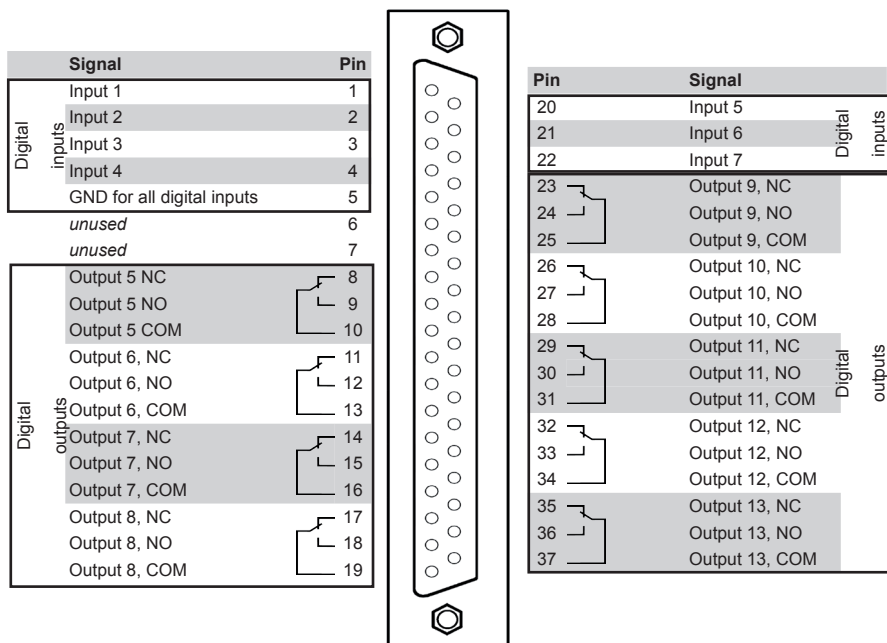 Signal Pin
Digital inputs
Input 1 1
Input 2 2
Input 3 3
Input 4 4
GND for all digital inputs 5
unused 6
unused 7
Digital outputs
Output 5 NC 8
Output 5 NO 9
Output 5 COM 10
Output 6, NC 11
Output 6, NO 12
Output 6, COM 13
Output 7, NC 14
Output 7, NO 15
Output 7, COM 16
Output 8, NC 17
Output 8, NO 18
Output 8, COM 19
Pin Signal
20 Input 5
21 Input 6
22 Input 7
Digital inputs
23 Output 9, NC
24 Output 9, NO
25 Output 9, COM
26 Output 10, NC
27 Output 10, NO
28 Output 10, COM
29 Output 11, NC
30 Output 11, NO
31 Output 11, COM
32 Output 12, NC
33 Output 12, NO
34 Output 12, COM
35 Output 13, NC
36 Output 13, NO
37 Output 13, COM
Digital outputs